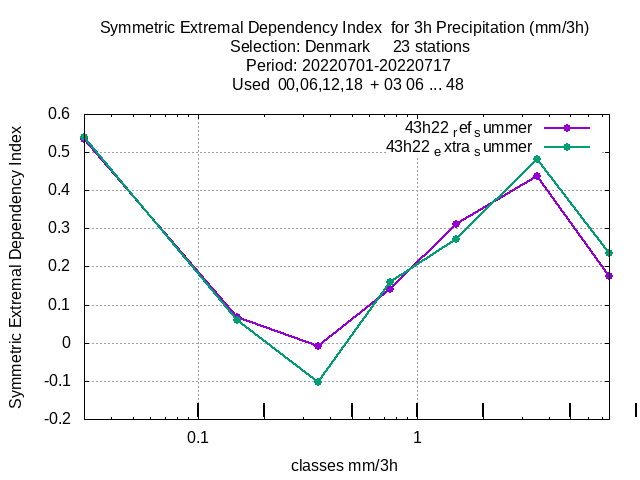 Symmetric Extremal Dependency Index for 3h Precipitation (mm/3h)
Selection: Denmark 23 stations
Period: 20220701-20220717
Used 00,06,12,18 + 03 06 ... 48
43h22 ref summer
43h22 extra summer
Symmetric Extremal Dependency Index
0.6
0.5
0.4
0.3
0.2
0.1
0
-0.1
-0.2
0.1 1
classes mm/3h